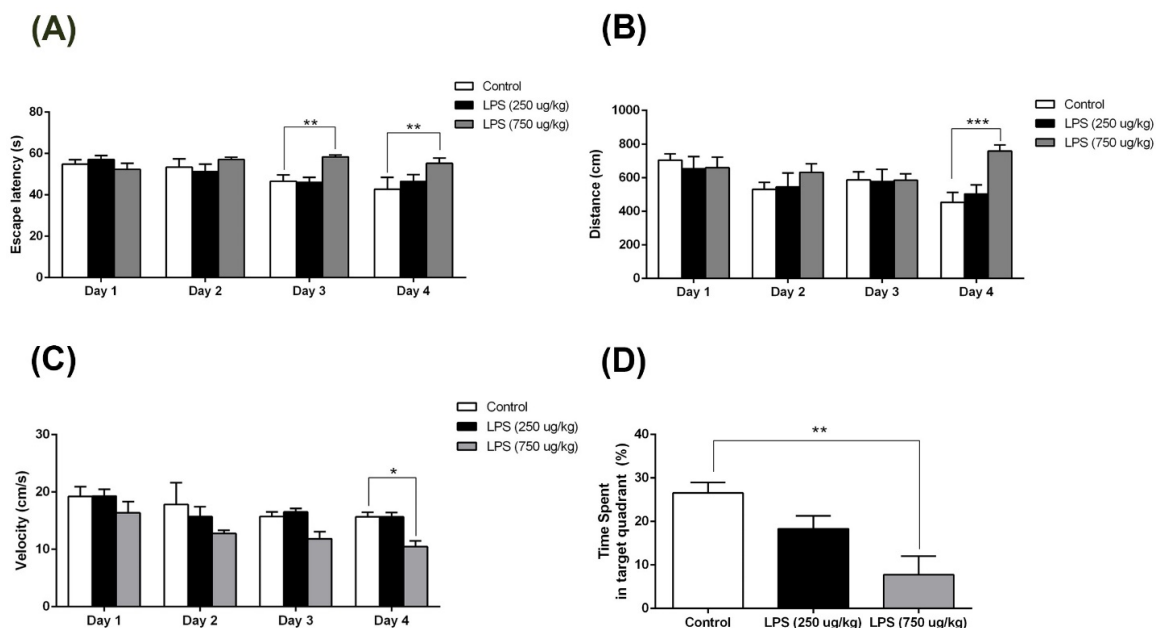 (A)
Control
LPS (250 ug/kg)
LPS (750 ug/kg)
Escape latency (s)
80
60
40
20
0
**
**
Day 1 Day 2 Day 3 Day 4
(B)
Control
LPS (250 ug/kg)
LPS (750 ug/kg)
Distance (cm)
1000
800
600
400
200
0
***
Day 1 Day 2 Day 3 Day 4
(C)
Control
LPS (250 ug/kg)
LPS (750 ug/kg)
Velocity (cm/s)
30
20
10
0
*
Day 1 Day 2 Day 3 Day 4
(D)
Time Spent
in target quadrant (%)
40
30
20
10
0
**
Control LPS (250 ug/kg) LPS (750 ug/kg)